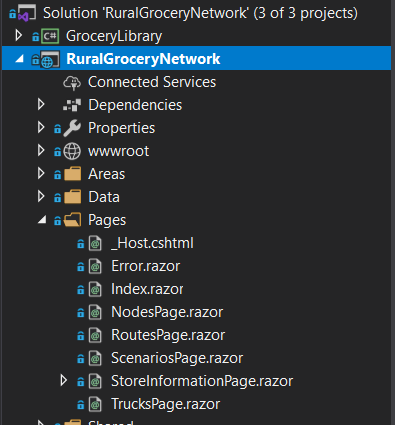 Solution 'RuralGroceryNetwork' (3 of 3 projects)
C# GroceryLibrary
RuralGroceryNetwork
Connected Services
Dependencies
Properties
wwwroot
Areas
Data
Pages
_Host.cshtml
Error.razor
Index.razor
NodesPage.razor
RoutesPage.razor
ScenariosPage.razor
StoreInformationPage.razor
TrucksPage.razor
Shared